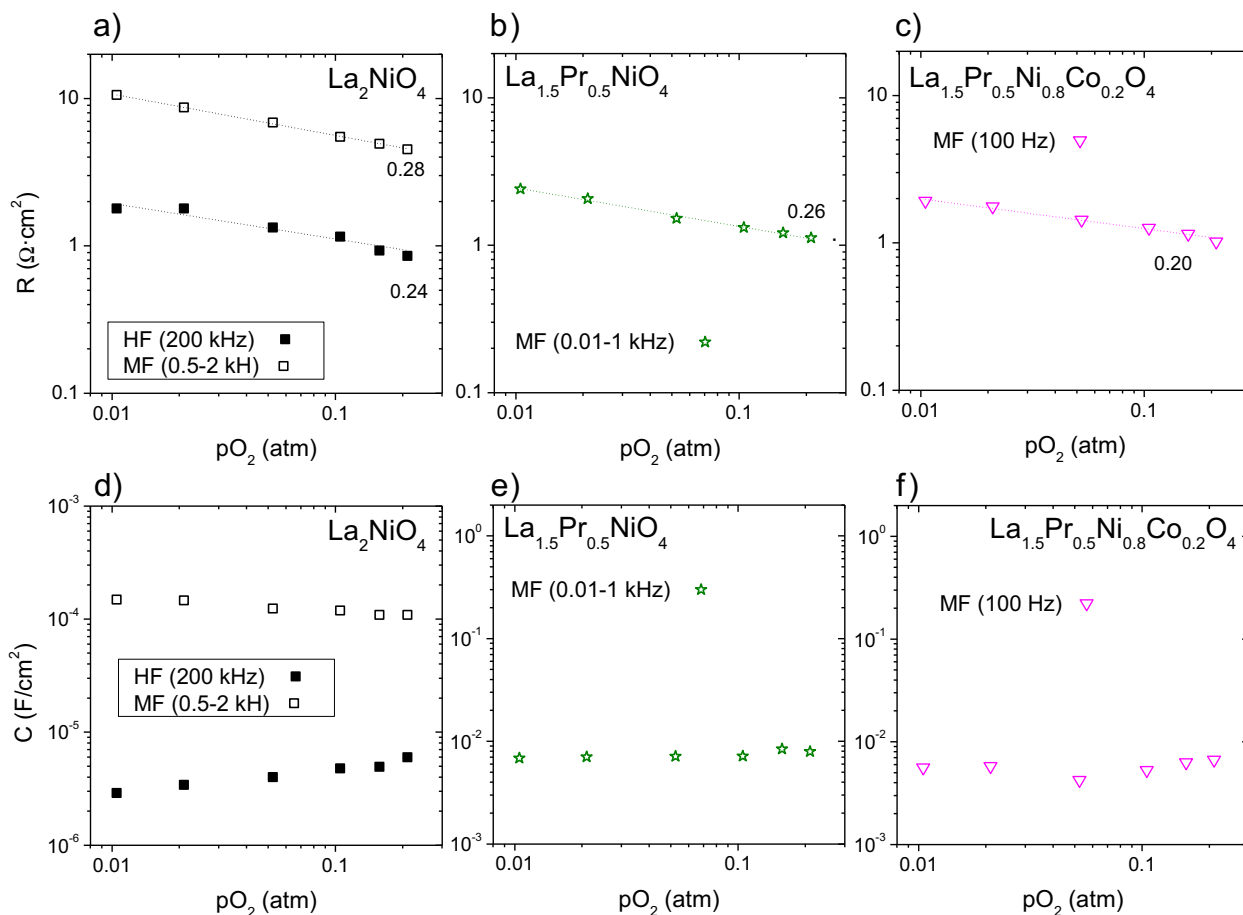 a)
La₂NiO₄
10
1
0.1
0.28
0.24
HF (200 kHz)
MF (0.5-2 kH)
R (Ω·cm²)
0.01
0.1
pO₂ (atm)
b)
La₁.₅Pr₀.₅NiO₄
10
1
0.1
0.26
MF (0.01-1 kHz)
0.01
0.1
pO₂ (atm)
c)
La₁.₅Pr₀.₅Ni₀.₈Co₀.₂O₄
MF (100 Hz)
10
1
0.1
0.20
0.01
0.1
pO₂ (atm)
d)
La₂NiO₄
10⁻³
10⁻⁴
10⁻⁵
10⁻⁶
HF (200 kHz)
MF (0.5-2 kH)
C (F/cm²)
0.01
0.1
pO₂ (atm)
e)
La₁.₅Pr₀.₅NiO₄
MF (0.01-1 kHz)
10⁰
10⁻¹
10⁻²
10⁻³
0.01
0.1
pO₂ (atm)
f)
La₁.₅Pr₀.₅Ni₀.₈Co₀.₂O₄
MF (100 Hz)
10⁰
10⁻¹
10⁻²
10⁻³
0.01
0.1
pO₂ (atm)